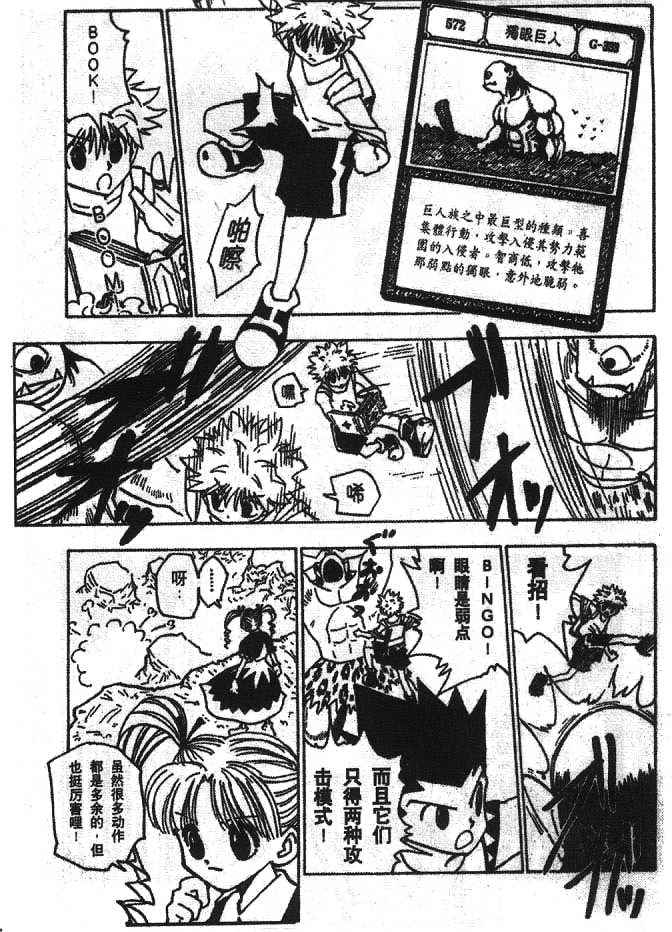 572
獨眼巨人
G-333
巨人族之中最巨型的種類。喜
集體行動，攻擊入侵其勢力範
圍的入侵者。智商低，攻擊牠
那弱點的獨眼，意外地脆弱。
啪嚓
BOOK！
BOOM
嘿
唏
看招！
BINGO！
眼睛是弱点
啊！
而且它们
只得两种攻
击模式！
……
呀…
虽然很多动作
都是多余的，但
也挺厉害哩！